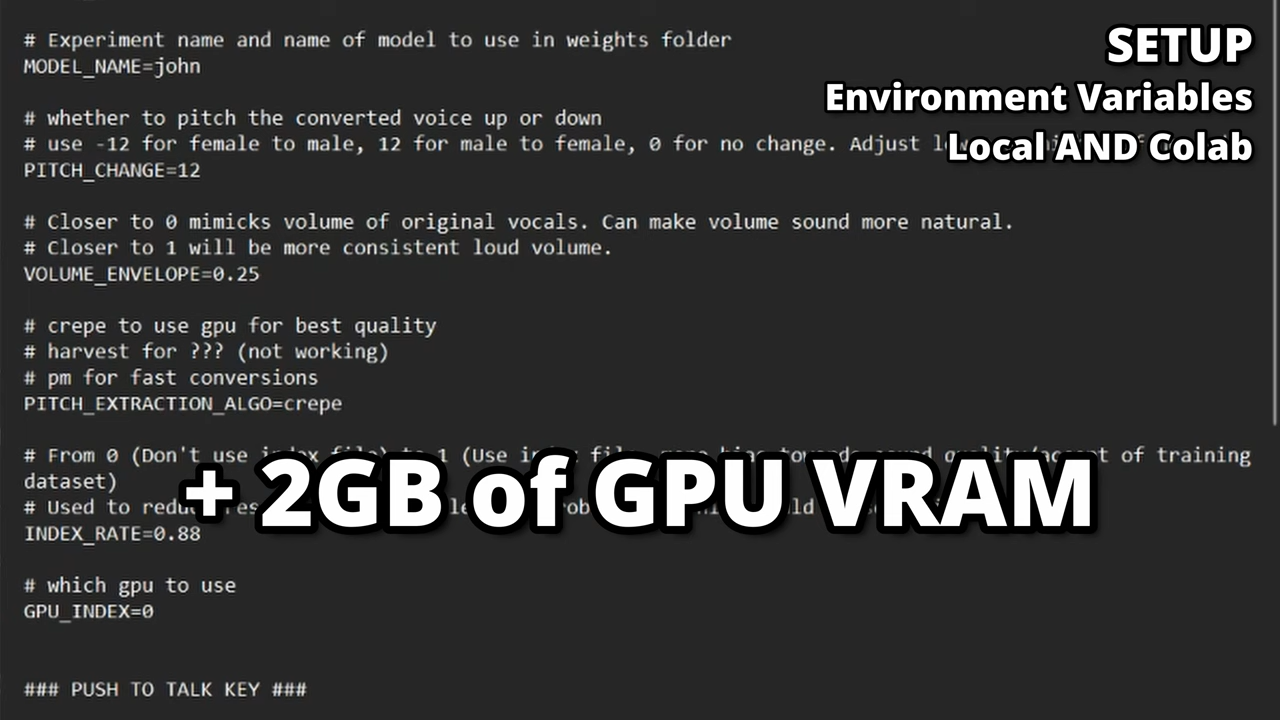 # Experiment name and name of model to use in weights folder
MODEL_NAME=john
SETUP
Environment Variables
Local AND Colab
# whether to pitch the converted voice up or down
# use -12 for female to male, 12 for male to female, 0 for no change. Adjust
PITCH_CHANGE=12
# Closer to 0 mimicks volume of original vocals. Can make volume sound more natural.
# Closer to 1 will be more consistent loud volume.
VOLUME_ENVELOPE=0.25
# crepe to use gpu for best quality
# harvest for ??? (not working)
# pm for fast conversions
PITCH_EXTRACTION_ALGO=crepe
# From 0 (Don't use index file) to 1 (Use of training
dataset)
+ 2GB of GPU VRAM
# Used to
INDEX_RATE=0.88
# which gpu to use
GPU_INDEX=0
### PUSH TO TALK KEY ###